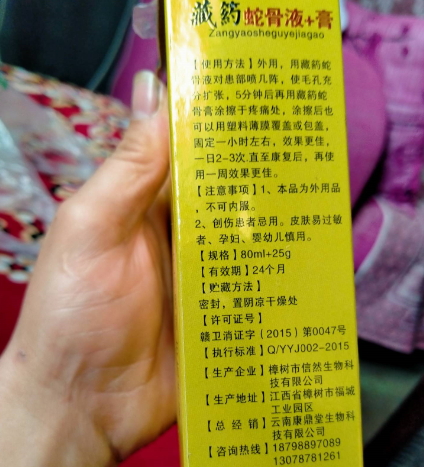 藏药蛇骨液+膏
Zangyaosheguyejiagao
【使用方法】外用，用藏药蛇
骨液对患部喷几阵，使毛孔充
分扩张，5分钟后再用藏药蛇
骨膏涂擦于疼痛处，涂擦后也
可以用塑料薄膜覆盖或包盖，
固定一小时左右，效果更佳，
一日2-3次.直至康复后，再使
用一周效果更佳。
【注意事项】1、本品为外用品
，不可内服。
2、创伤患者忌用。皮肤易过敏
者、孕妇、婴幼儿慎用。
【规格】80ml+25g
【有效期】24个月
【贮藏方法】
密封，置阴凉干燥处
【许可证号】
赣卫消证字（2015）第0047号
【执行标准】Q/YYJ002-2015
【生产企业】樟树市信然生物科
技有限公司
【生产地址】江西省樟树市福城
工业园区
【总 经 销】云南康鼎堂生物科
技有限公司
【咨询热线】18798897089
13078781261